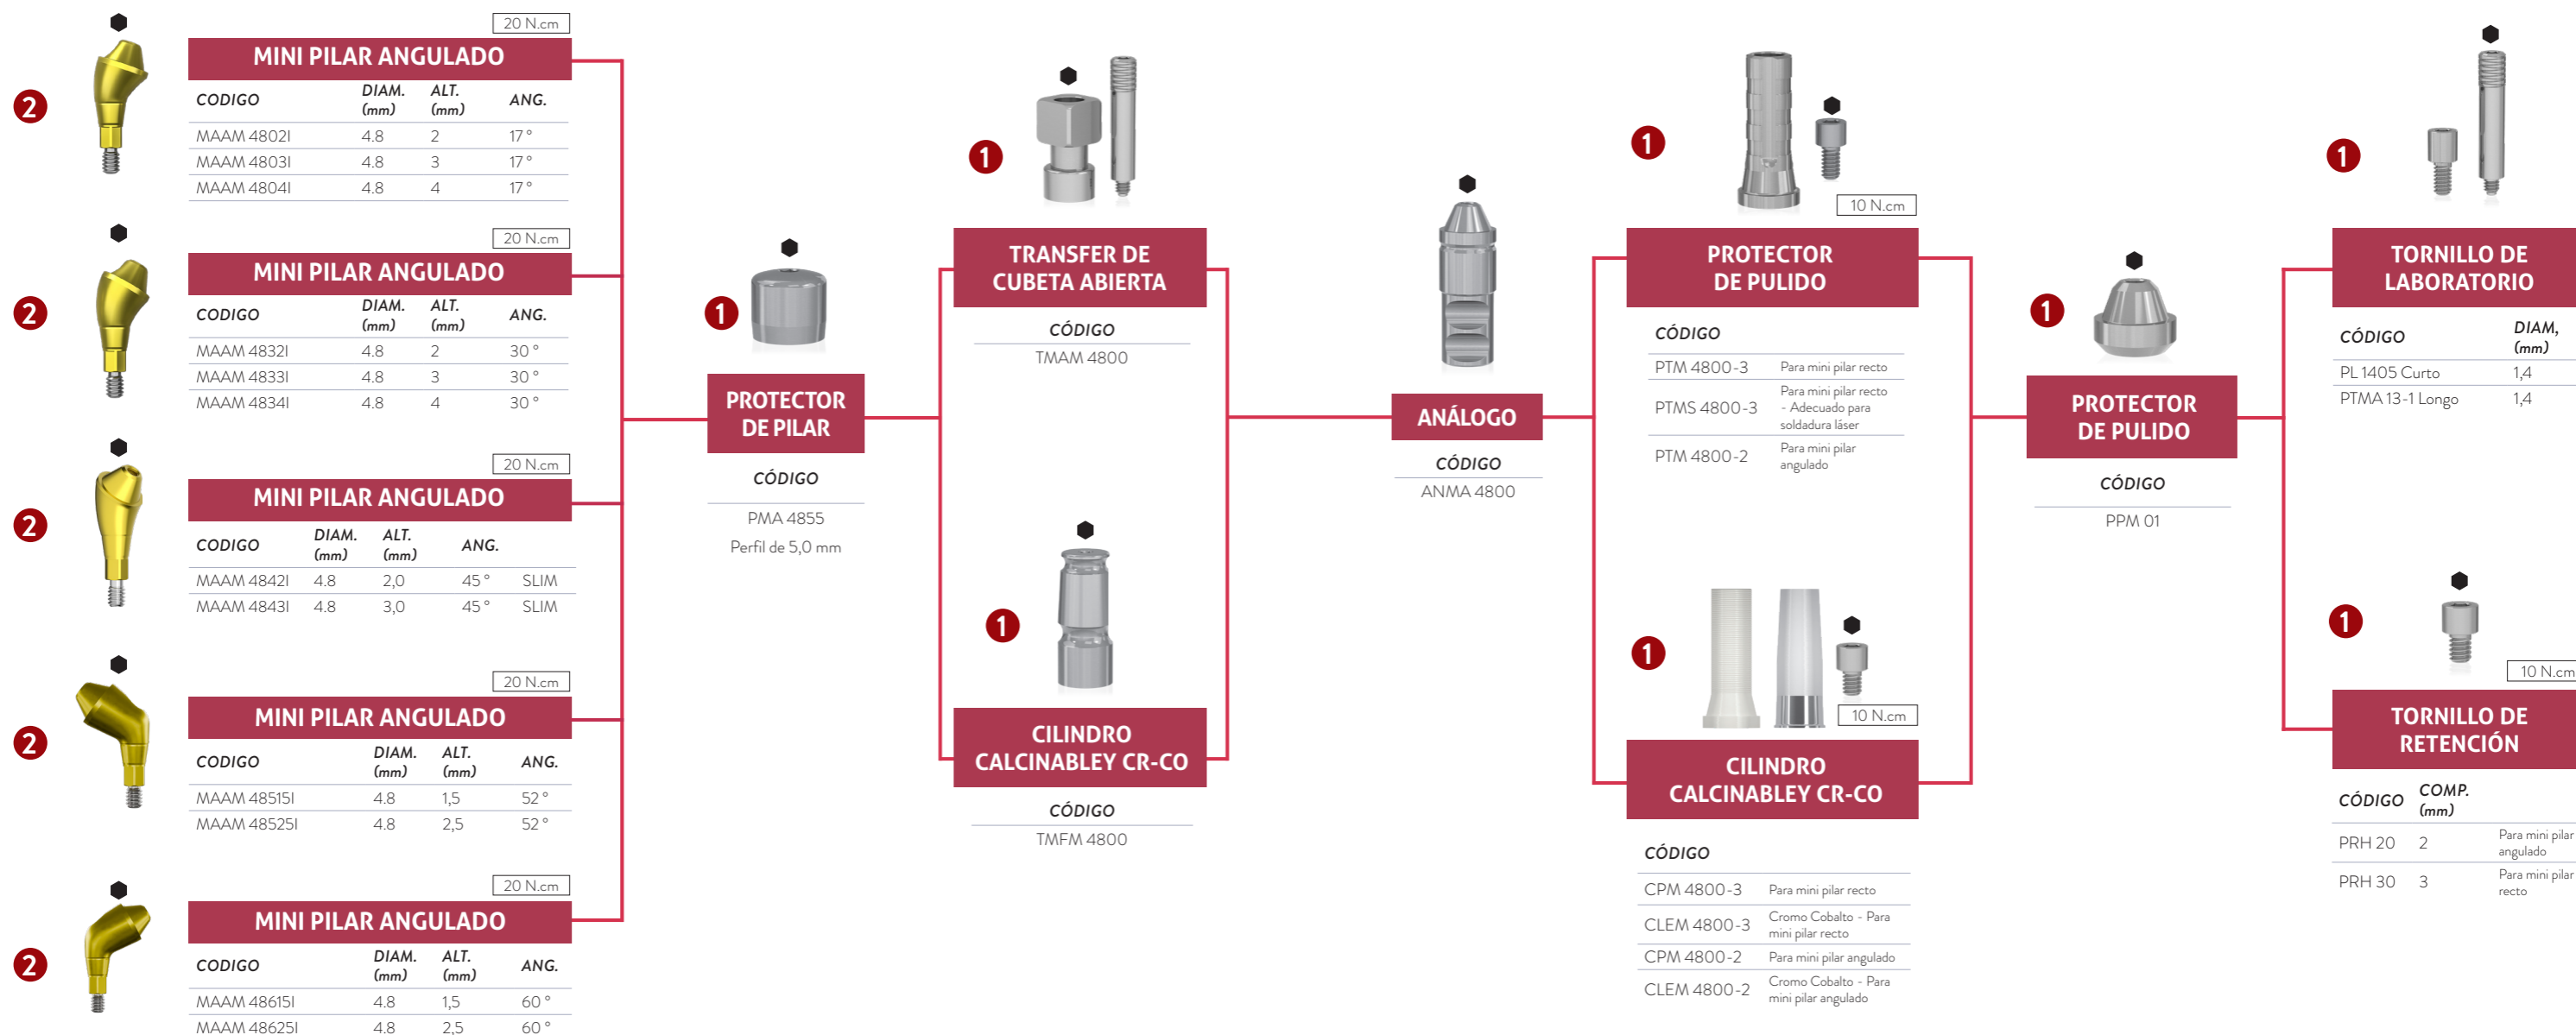 20 N.cm
MINI PILAR ANGULADO
CODIGO DIAM. (mm) ALT. (mm) ANG.
MAAM 4802I 4.8 2 17 °
MAAM 4803I 4.8 3 17 °
MAAM 4804I 4.8 4 17 °
2
20 N.cm
MINI PILAR ANGULADO
CODIGO DIAM. (mm) ALT. (mm) ANG.
MAAM 4832I 4.8 2 30 °
MAAM 4833I 4.8 3 30 °
MAAM 4834I 4.8 4 30 °
2
20 N.cm
MINI PILAR ANGULADO
CODIGO DIAM. (mm) ALT. (mm) ANG.
MAAM 4842I 4.8 2,0 45 ° SLIM
MAAM 4843I 4.8 3,0 45 ° SLIM
2
20 N.cm
MINI PILAR ANGULADO
CODIGO DIAM. (mm) ALT. (mm) ANG.
MAAM 48515I 4.8 1,5 52 °
MAAM 48525I 4.8 2,5 52 °
2
20 N.cm
MINI PILAR ANGULADO
CODIGO DIAM. (mm) ALT. (mm) ANG.
MAAM 48615I 4.8 1,5 60 °
MAAM 48625I 4.8 2,5 60 °
2
1
PROTECTOR
DE PILAR
CÓDIGO
PMA 4855
Perfil de 5,0 mm
1
TRANSFER DE
CUBETA ABIERTA
CÓDIGO
TMAM 4800
1
CILINDRO
CALCINABLEY CR-CO
CÓDIGO
TMFM 4800
ANÁLOGO
CÓDIGO
ANMA 4800
1
10 N.cm
PROTECTOR
DE PULIDO
CÓDIGO
PTM 4800-3 Para mini pilar recto
PTMS 4800-3 Para mini pilar recto
- Adecuado para
soldadura láser
PTM 4800-2 Para mini pilar
angulado
1
10 N.cm
CILINDRO
CALCINABLEY CR-CO
CÓDIGO
CPM 4800-3 Para mini pilar recto
CLEM 4800-3 Cromo Cobalto - Para
mini pilar recto
CPM 4800-2 Para mini pilar angulado
CLEM 4800-2 Cromo Cobalto - Para
mini pilar angulado
1
PROTECTOR
DE PULIDO
CÓDIGO
PPM 01
1
TORNILLO DE
LABORATORIO
CÓDIGO DIAM, (mm)
PL 1405 Curto 1,4
PTMA 13-1 Longo 1,4
1
10 N.cm
TORNILLO DE
RETENCIÓN
CÓDIGO COMP. (mm)
PRH 20 2 Para mini pilar
angulado
PRH 30 3 Para mini pilar
recto